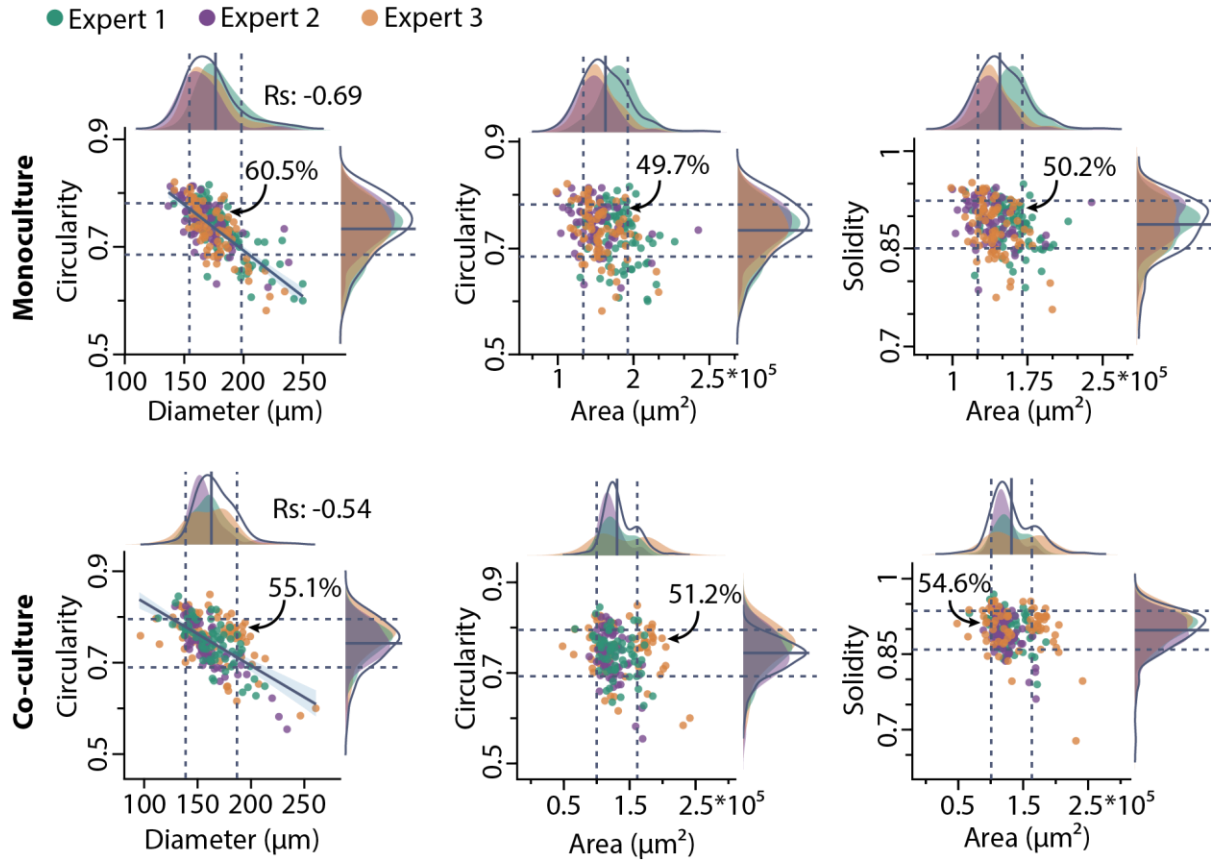 Expert 1 Expert 2 Expert 3
Monoculture
Rs: -0.69
60.5%
Circularity
0.9
0.7
0.5
100 150 200 250
Diameter (µm)
49.7%
Circularity
0.9
0.7
0.5
1 2 2.5*10⁵
Area (µm²)
50.2%
Solidity
1
0.85
0.7
1 1.75 2.5*10⁵
Area (µm²)
Co-culture
Rs: -0.54
55.1%
Circularity
0.9
0.7
0.5
100 150 200 250
Diameter (µm)
51.2%
Circularity
0.9
0.7
0.5
0.5 1.5 2.5*10⁵
Area (µm²)
54.6%
Solidity
1
0.85
0.7
0.5 1.5 2.5*10⁵
Area (µm²)